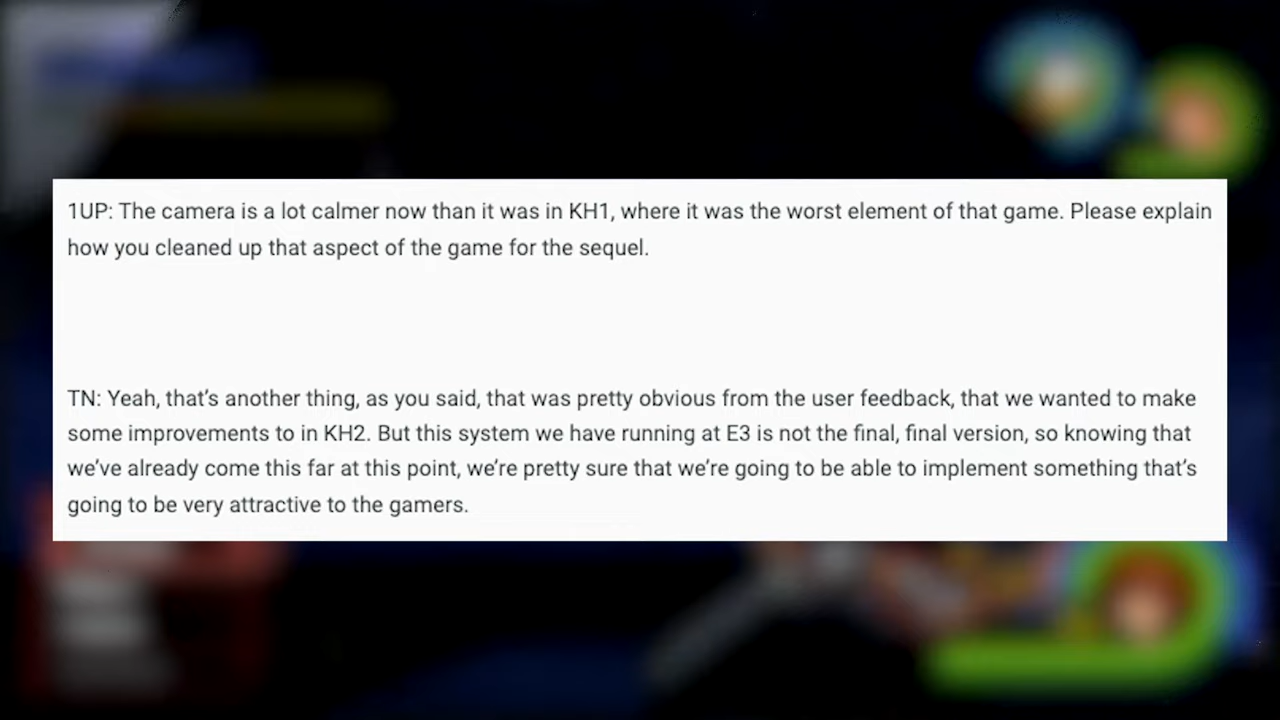 1UP: The camera is a lot calmer now than it was in KH1, where it was the worst element of that game. Please explain
how you cleaned up that aspect of the game for the sequel.
TN: Yeah, that’s another thing, as you said, that was pretty obvious from the user feedback, that we wanted to make
some improvements to in KH2. But this system we have running at E3 is not the final, final version, so knowing that
we’ve already come this far at this point, we’re pretty sure that we’re going to be able to implement something that’s
going to be very attractive to the gamers.